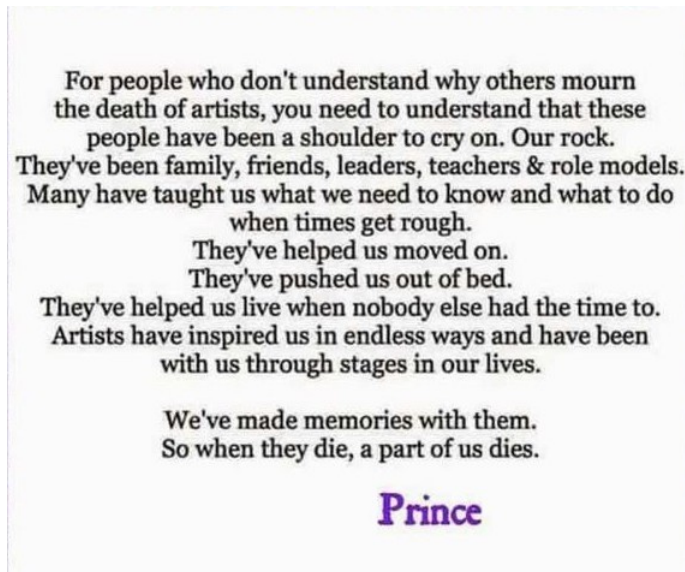 For people who don't understand why others mourn
the death of artists, you need to understand that these
people have been a shoulder to cry on. Our rock.
They've been family, friends, leaders, teachers & role models.
Many have taught us what we need to know and what to do
when times get rough.
They've helped us moved on.
They've pushed us out of bed.
They've helped us live when nobody else had the time to.
Artists have inspired us in endless ways and have been
with us through stages in our lives.
We've made memories with them.
So when they die, a part of us dies.
Prince